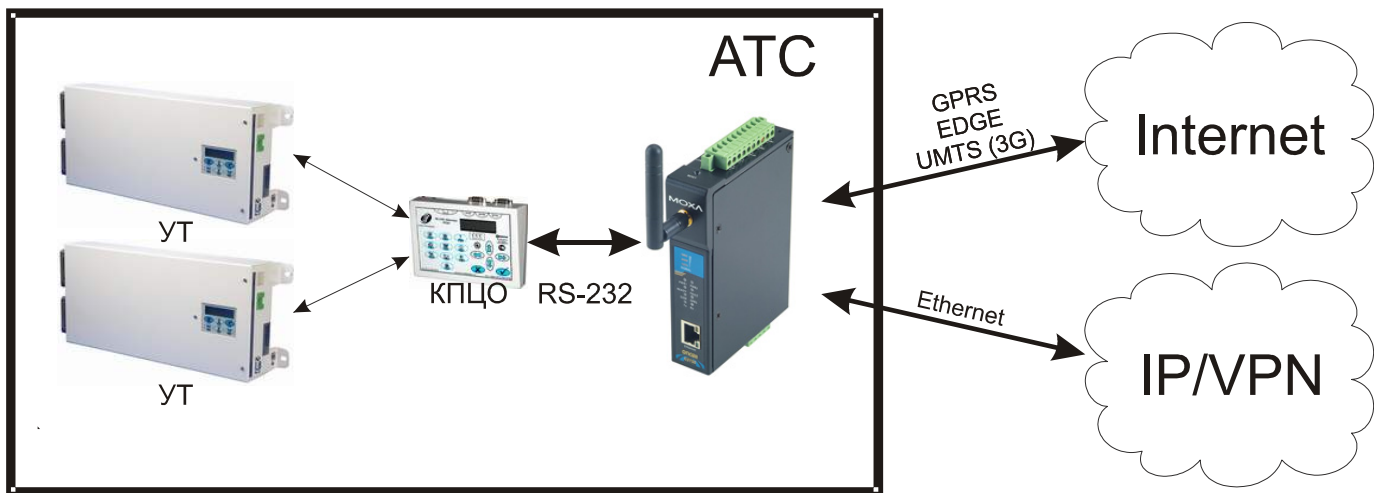 АТС
GPRS
EDGE
UMTS (3G)
Internet
MOXA
УТ
КПЦО
RS-232
Ethernet
IP/VPN
УТ